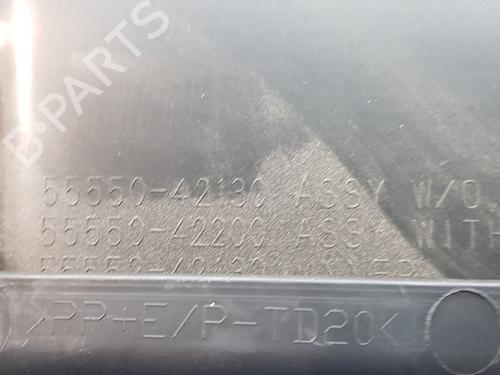 B-PARTS
55550-42130 ASSY W/O
55550-42200 ASSY WITH
>PP+E/P-TD20<